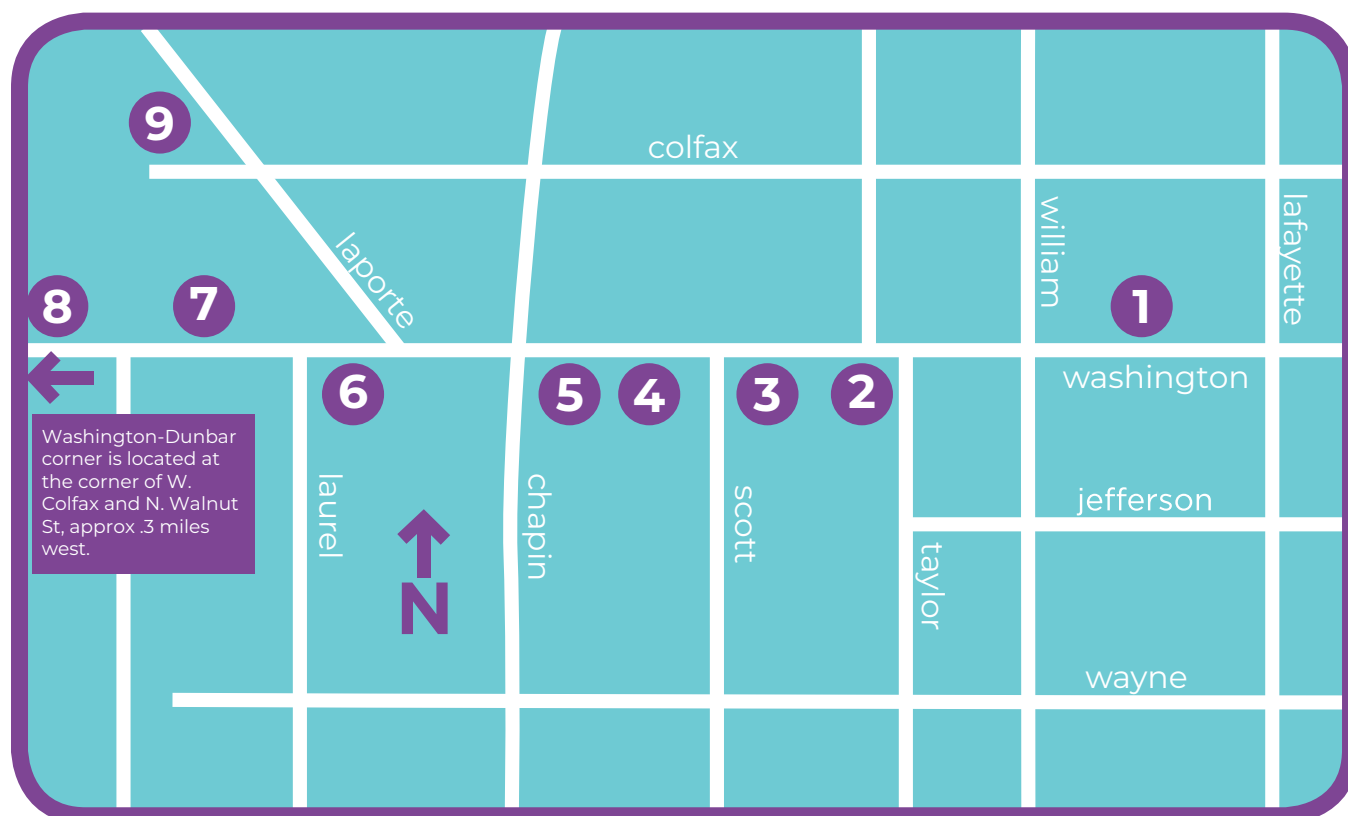 9
colfax
william
lafayette
laporte
8
7
1
washington
6
5
4
3
2
Washington-Dunbar
corner is located at
the corner of W.
Colfax and N. Walnut
St, approx .3 miles
west.
laurel
chapin
scott
jefferson
taylor
N
wayne